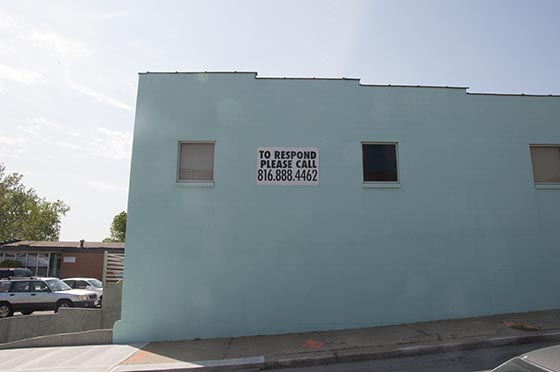 TO RESPOND
PLEASE CALL
816.888.4462